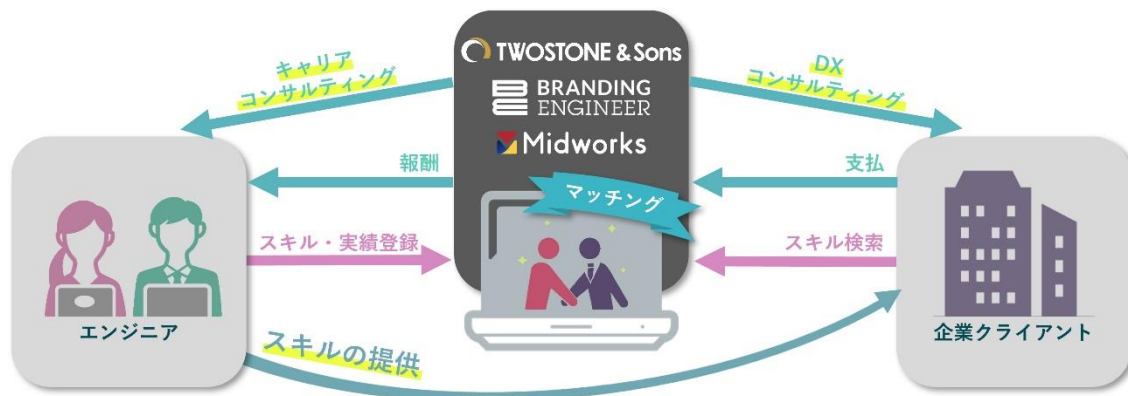 TWOSTONE & Sons
BRANDING
ENGINEER
Midworks
マッチング
キャリア
コンサルティング
DX
コンサルティング
報酬
支払
スキル・実績登録
スキル検索
エンジニア
企業クライアント
スキルの提供